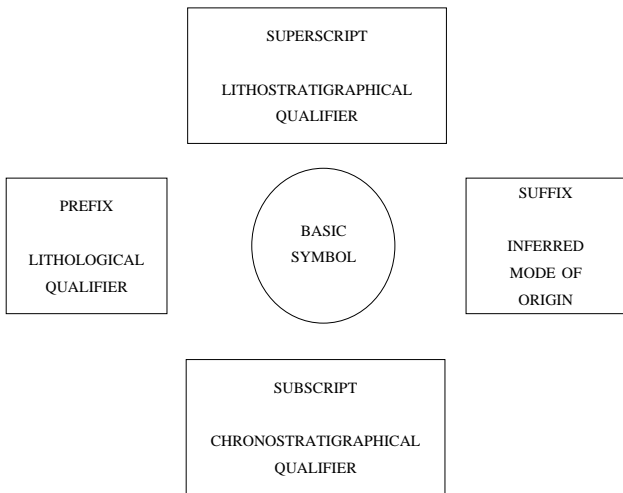 SUPERSCRIPT
LITHOSTRATIGRAPHICAL
QUALIFIER
PREFIX
LITHOLOGICAL
QUALIFIER
BASIC
SYMBOL
SUFFIX
INFERRED
MODE OF
ORIGIN
SUBSCRIPT
CHRONOSTRATIGRAPHICAL
QUALIFIER